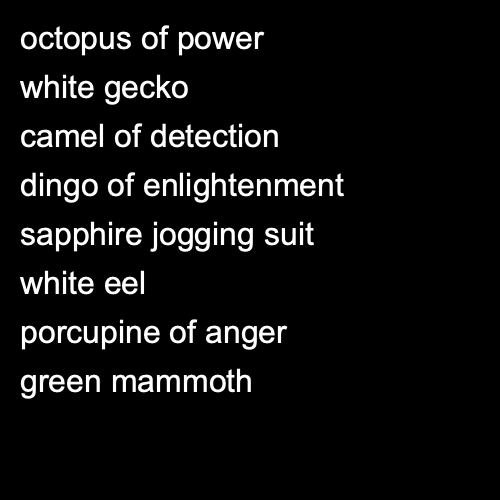 octopus of power
white gecko
camel of detection
dingo of enlightenment
sapphire jogging suit
white eel
porcupine of anger
green mammoth